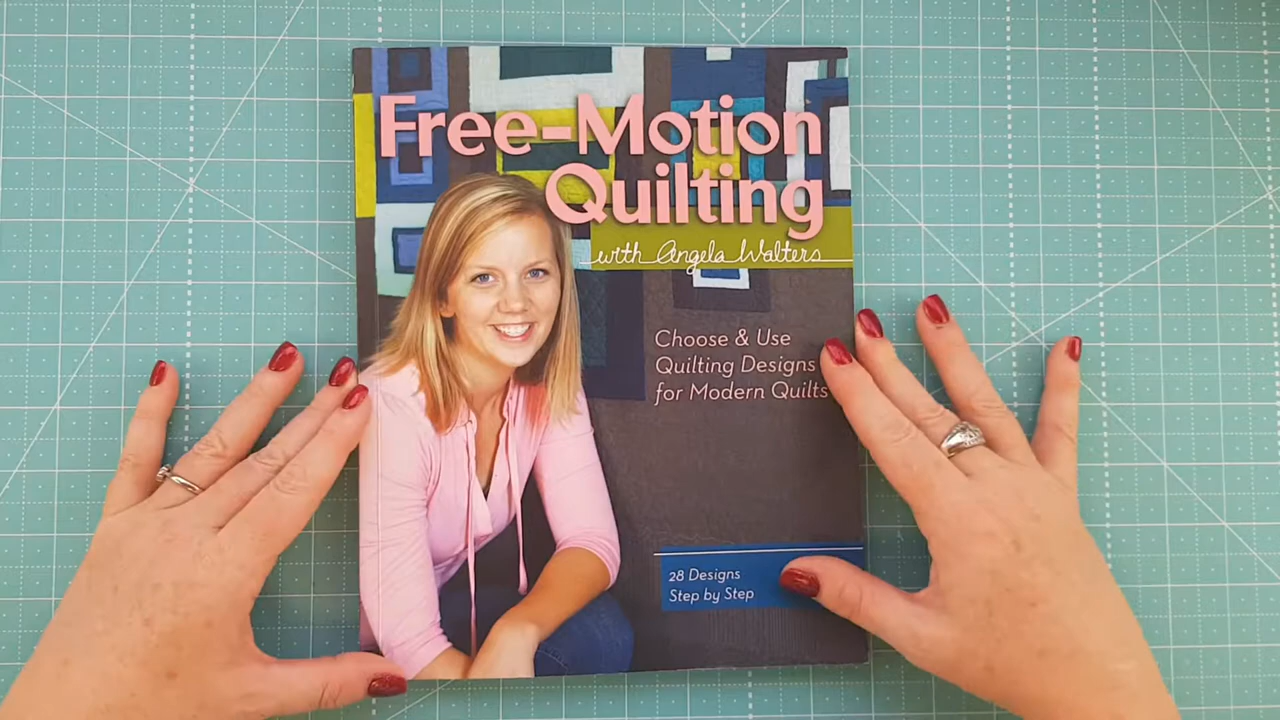 Free-Motion
Quilting
with Angela Walters
Choose & Use
Quilting Designs
for Modern Quilts
28 Designs
Step by Step